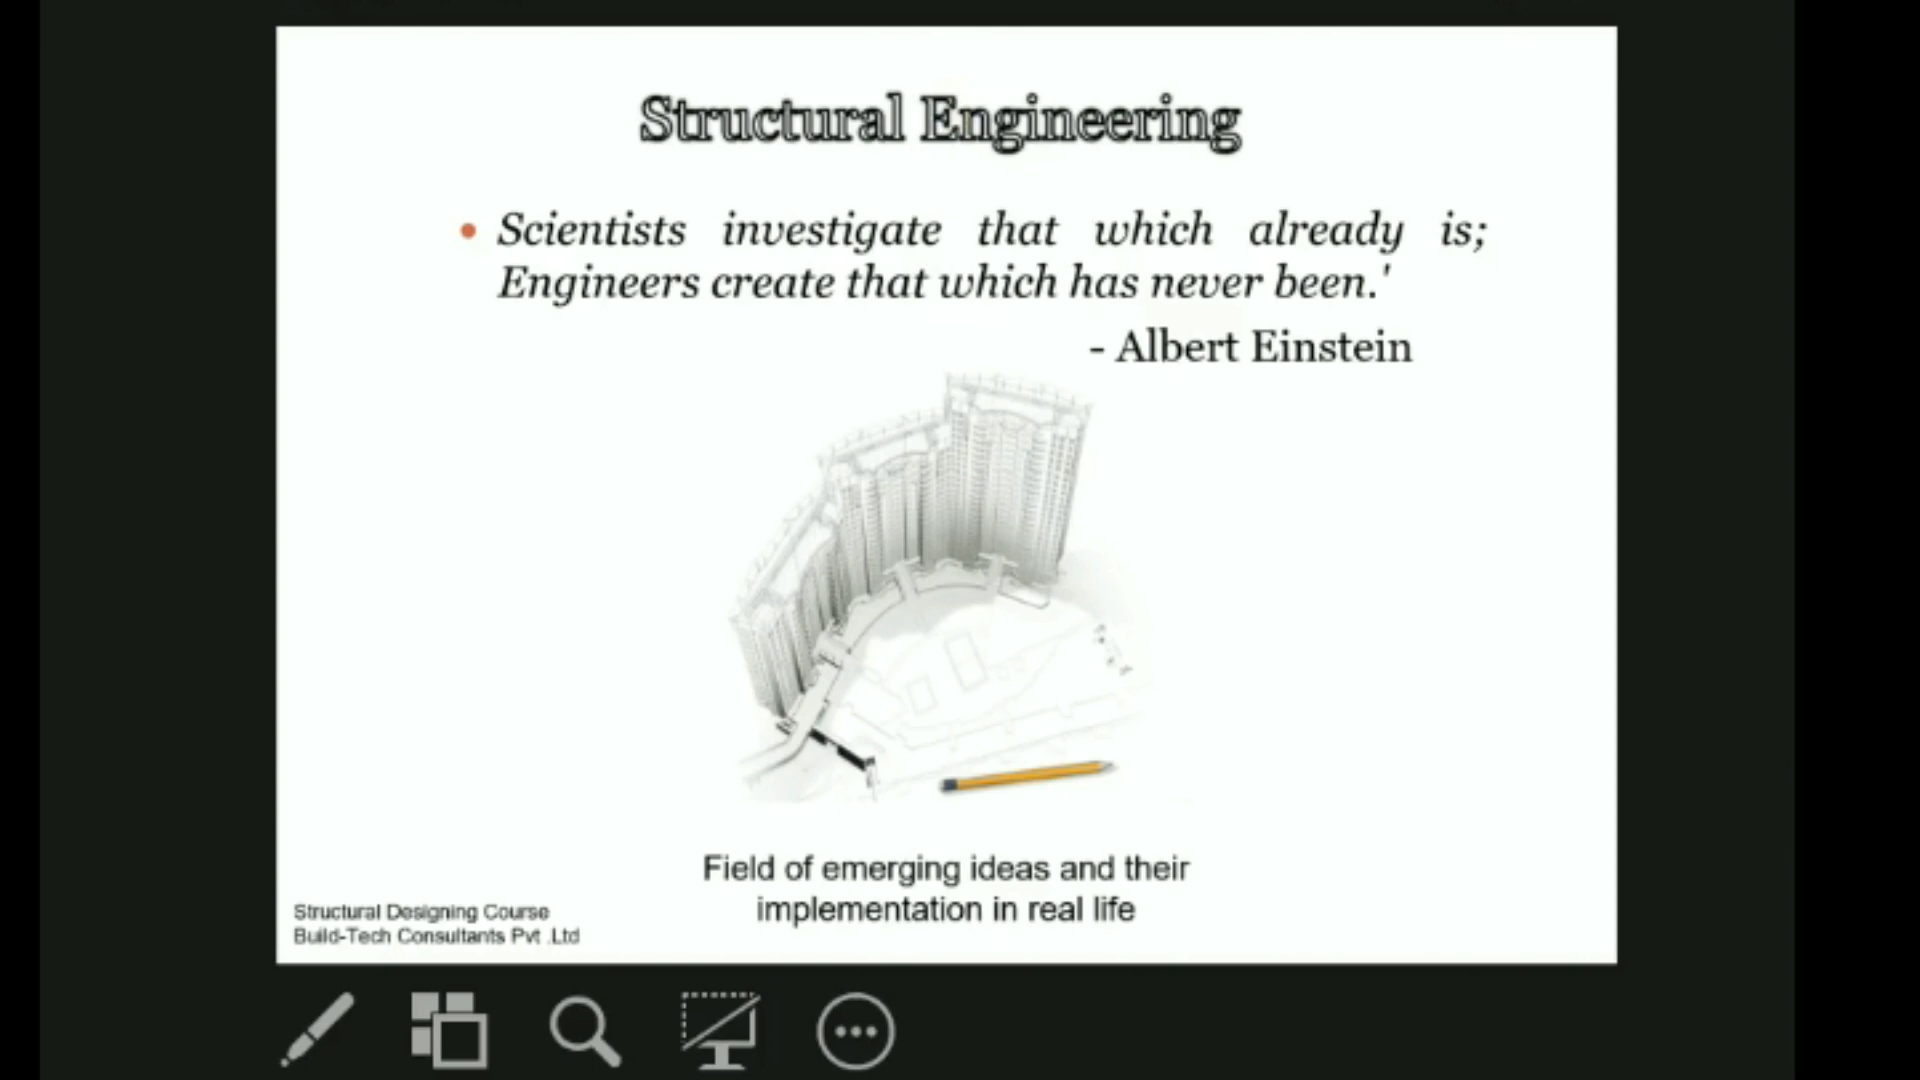 Structural Engineering
Scientists investigate that which already is;
Engineers create that which has never been.'
- Albert Einstein
Field of emerging ideas and their
implementation in real life
Structural Designing Course
Build-Tech Consultants Pvt .Ltd